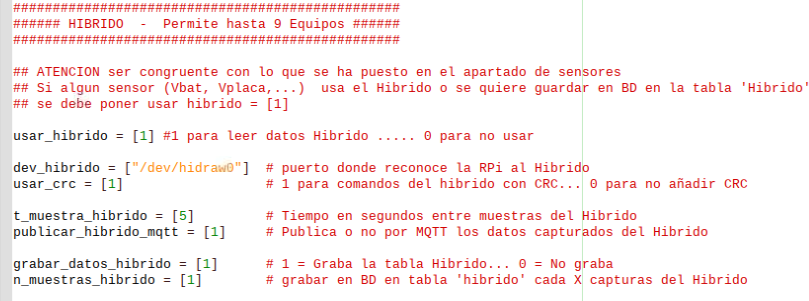 #################################################
###### HIBRIDO  -  Permite hasta 9 Equipos ######
#################################################
## ATENCION ser congruente con lo que se ha puesto en el apartado de sensores
## Si algun sensor (Vbat, Vplaca,...)  usa el Hibrido o se quiere guardar en BD en la tabla 'Hibrido'
## se debe poner usar hibrido = [1]
usar_hibrido = [1] #1 para leer datos Hibrido ..... 0 para no usar
dev_hibrido = ["/dev/hidraw0"]  # puerto donde reconoce la RPi al Hibrido
usar_crc = [1]                  # 1 para comandos del hibrido con CRC... 0 para no añadir CRC
t_muestra_hibrido = [5]         # Tiempo en segundos entre muestras del Hibrido
publicar_hibrido_mqtt = [1]     # Publica o no por MQTT los datos capturados del Hibrido
grabar_datos_hibrido = [1]      # 1 = Graba la tabla Hibrido... 0 = No graba
n_muestras_hibrido = [1]        # grabar en BD en tabla 'hibrido' cada X capturas del Hibrido